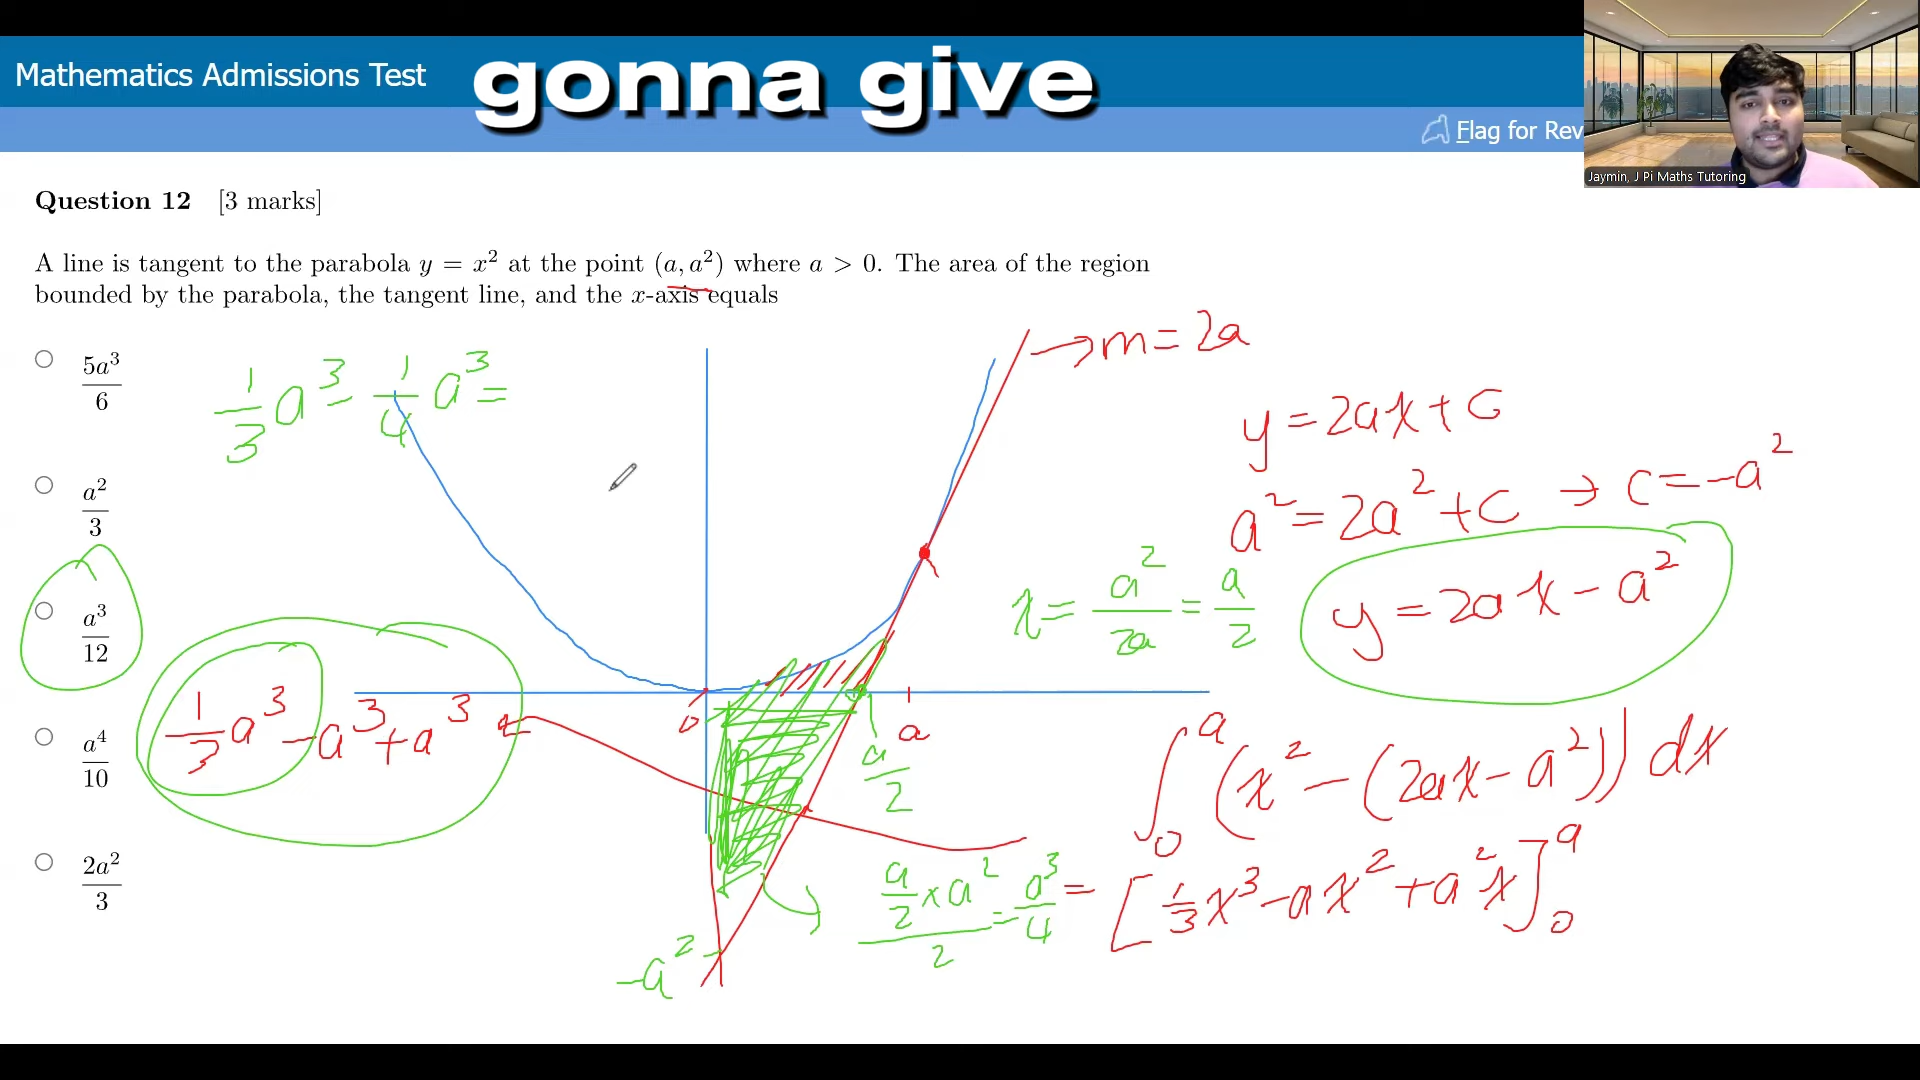 Mathematics Admissions Test
gonna give
Flag for Rev
Jaymin, J Pi Maths Tutoring
Question 12 [3 marks]
A line is tangent to the parabola y = x² at the point (a, a²) where a > 0. The area of the region
bounded by the parabola, the tangent line, and the x-axis equals
5a³/6
a²/3
a³/12
a⁴/10
2a²/3
1/3 a³ - 1/4 a³ =
→ m = 2a
y = 2ax + c
a² = 2a² + c → c = -a²
y = 2ax - a²
x = a²/2a = a/2
1/3 a³ - a³ + a³
0
a/2
a
-a²
∫₀ᵃ (x² - (2ax - a²)) dx
= [1/3 x³ - ax² + a²x]₀ᵃ
(a/2 × a²)/2 = a³/4